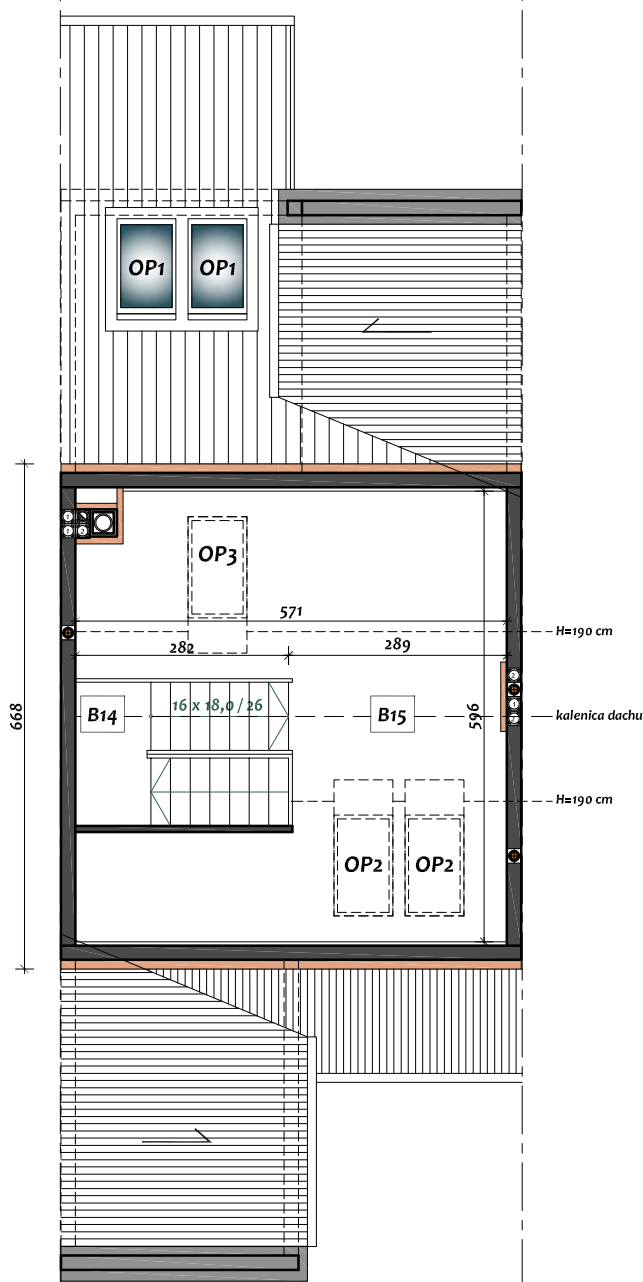 OP1 OP1
OP3
571
H=190 cm
282 289
16 x 18,0 / 26
B14 B15
668
596
kalenica dachu
H=190 cm
OP2 OP2